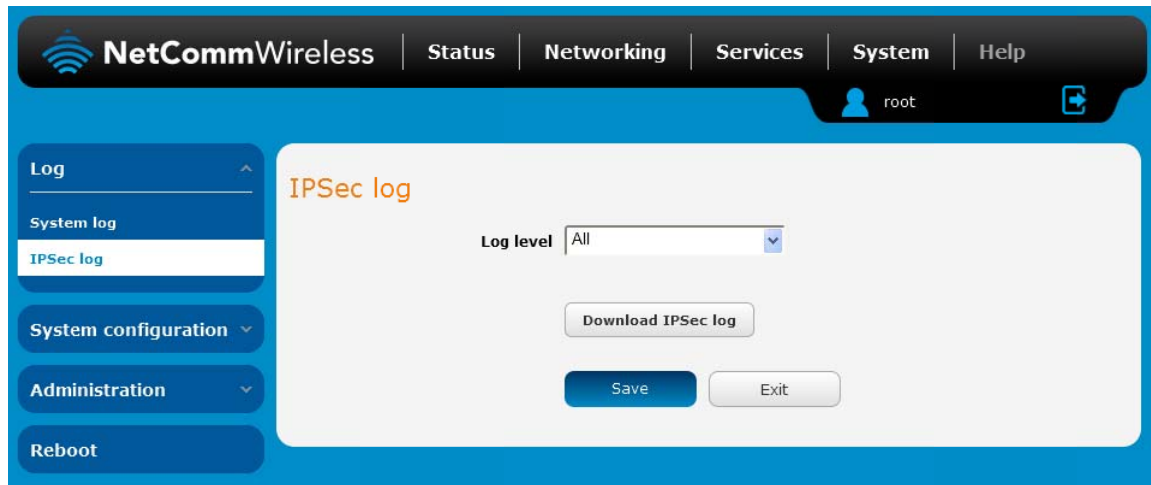 NetCommWireless Status Networking Services System Help
root
Log
System log
IPSec log
System configuration
Administration
Reboot
IPSec log
Log level All
Download IPSec log
Save Exit